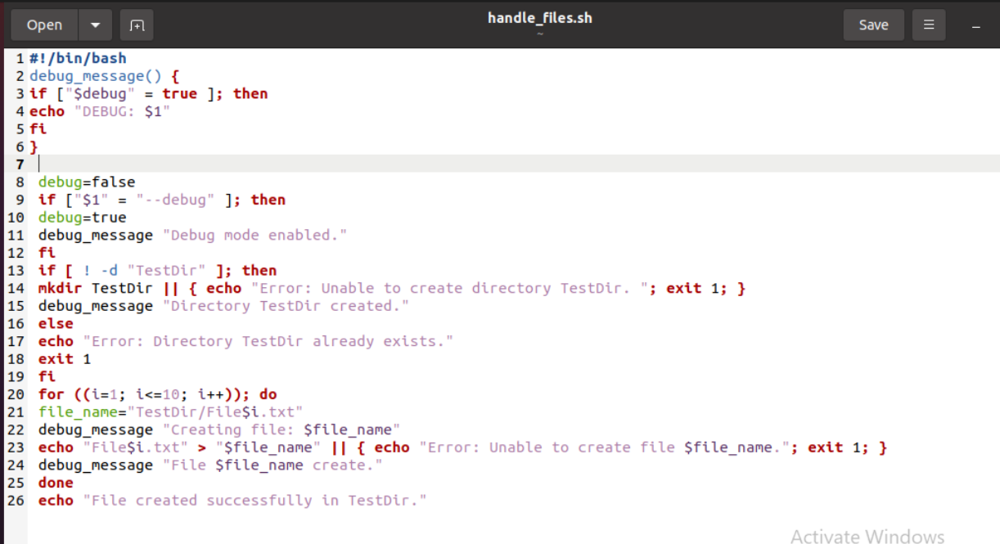 Open
handle_files.sh
~
Save
1 #!/bin/bash
2 debug_message() {
3 if ["$debug" = true ]; then
4 echo "DEBUG: $1"
5 fi
6 }
7
8 debug=false
9 if ["$1" = "--debug" ]; then
10 debug=true
11 debug_message "Debug mode enabled."
12 fi
13 if [ ! -d "TestDir" ]; then
14 mkdir TestDir || { echo "Error: Unable to create directory TestDir. "; exit 1; }
15 debug_message "Directory TestDir created."
16 else
17 echo "Error: Directory TestDir already exists."
18 exit 1
19 fi
20 for ((i=1; i<=10; i++)); do
21 file_name="TestDir/File$i.txt"
22 debug_message "Creating file: $file_name"
23 echo "File$i.txt" > "$file_name" || { echo "Error: Unable to create file $file_name."; exit 1; }
24 debug_message "File $file_name create."
25 done
26 echo "File created successfully in TestDir."
Activate Windows